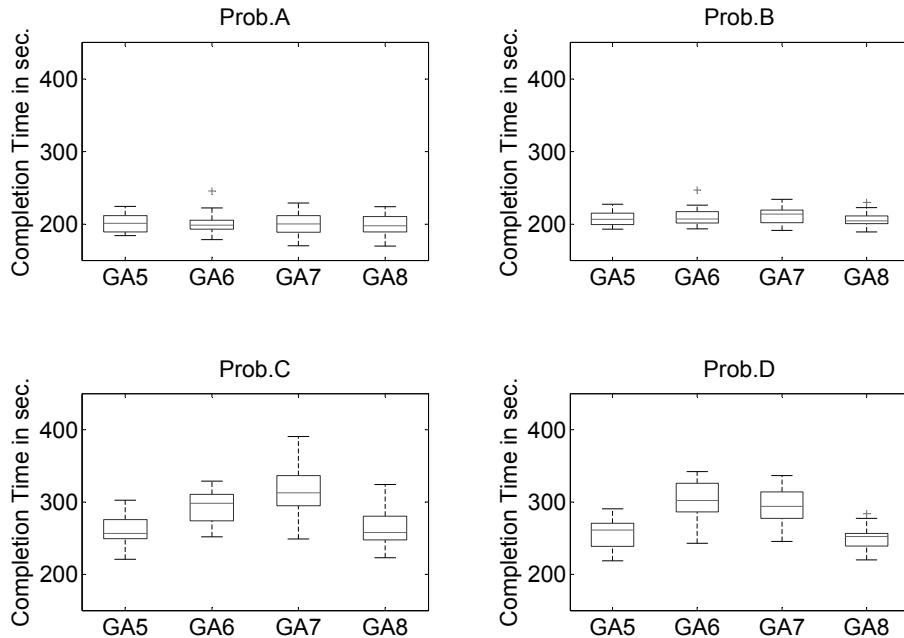 Prob.A
Completion Time in sec.
400
300
200
GA5 GA6 GA7 GA8
Prob.B
Completion Time in sec.
400
300
200
GA5 GA6 GA7 GA8
Prob.C
Completion Time in sec.
400
300
200
GA5 GA6 GA7 GA8
Prob.D
Completion Time in sec.
400
300
200
GA5 GA6 GA7 GA8